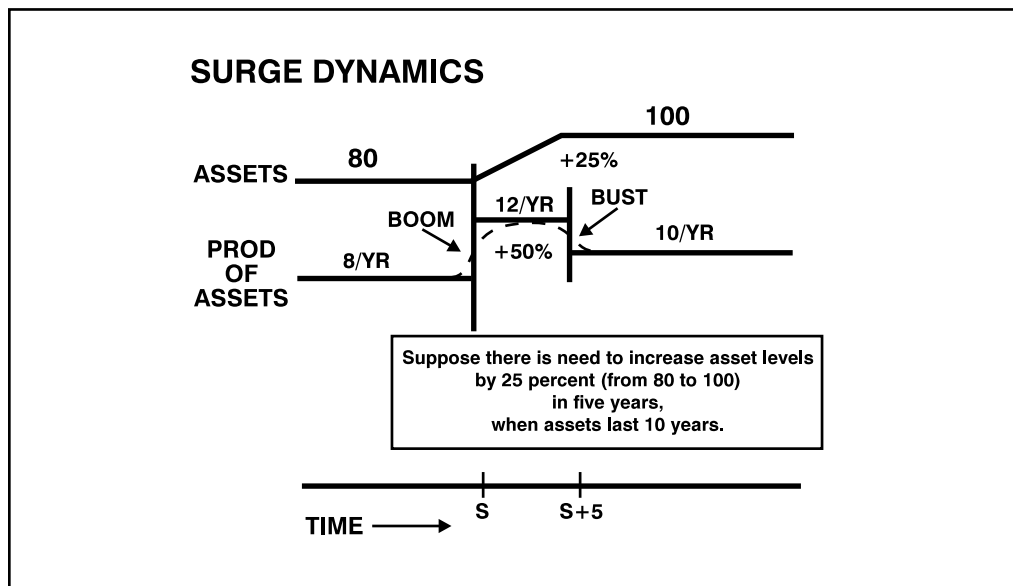 SURGE DYNAMICS
100
80
ASSETS
+25%
12/YR
BUST
BOOM
10/YR
PROD
OF
ASSETS
8/YR
+50%
Suppose there is need to increase asset levels
by 25 percent (from 80 to 100)
in five years,
when assets last 10 years.
S
S+5
TIME